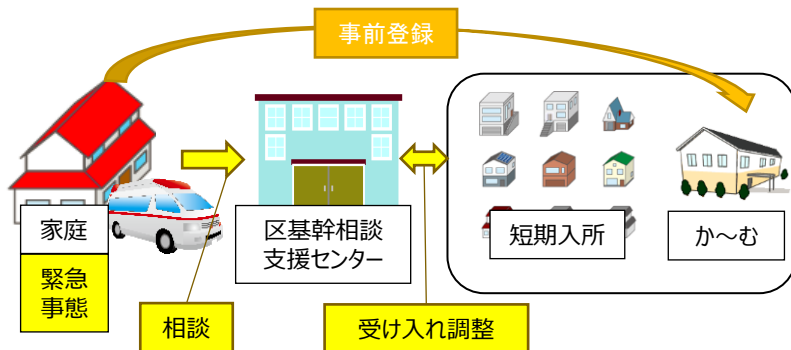 事前登録
家庭
緊急
事態
区基幹相談
支援センター
短期入所
か～む
相談
受け入れ調整